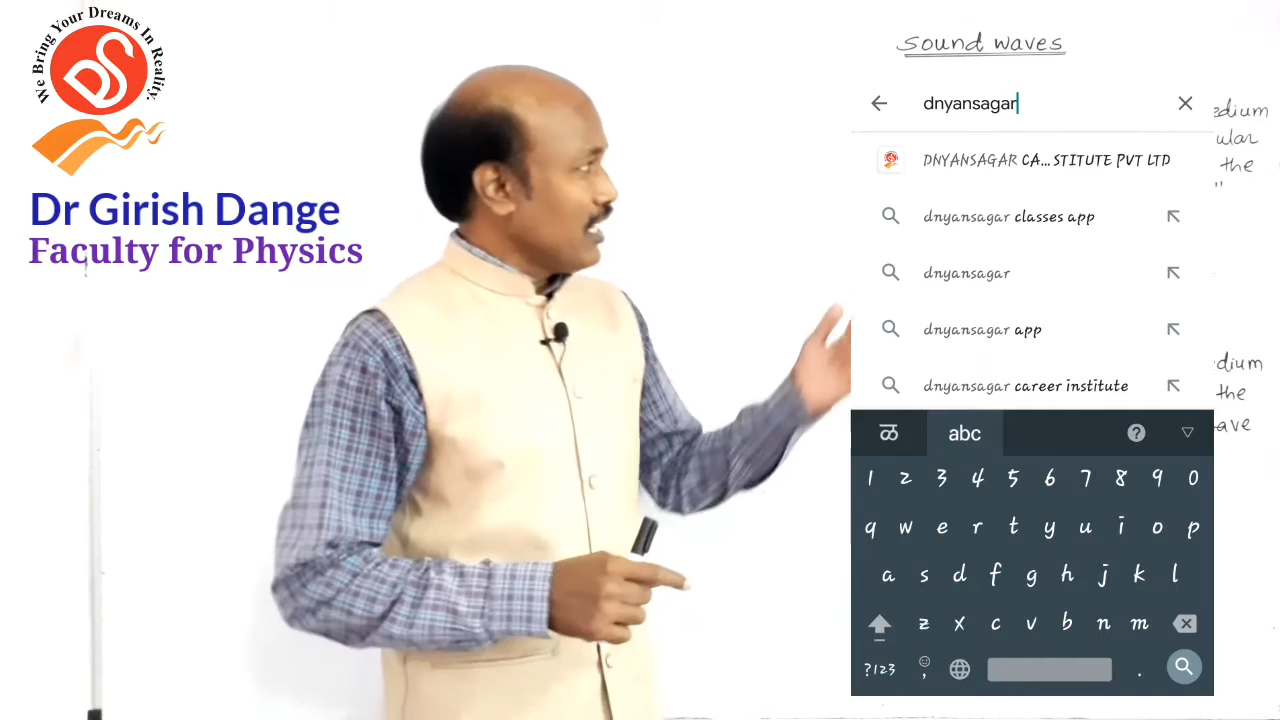 We Bring Your Dreams In Reality.
DS
Dr Girish Dange
Faculty for Physics
Sound waves
dnyansagar
DNYANSAGAR CA... STITUTE PVT LTD
dnyansagar classes app
dnyansagar
dnyansagar app
dnyansagar career institute
ळ abc ?
1 2 3 4 5 6 7 8 9 0
q w e r t y u i o p
a s d f g h j k l
z x c v b n m
?123 , .
the
"
the